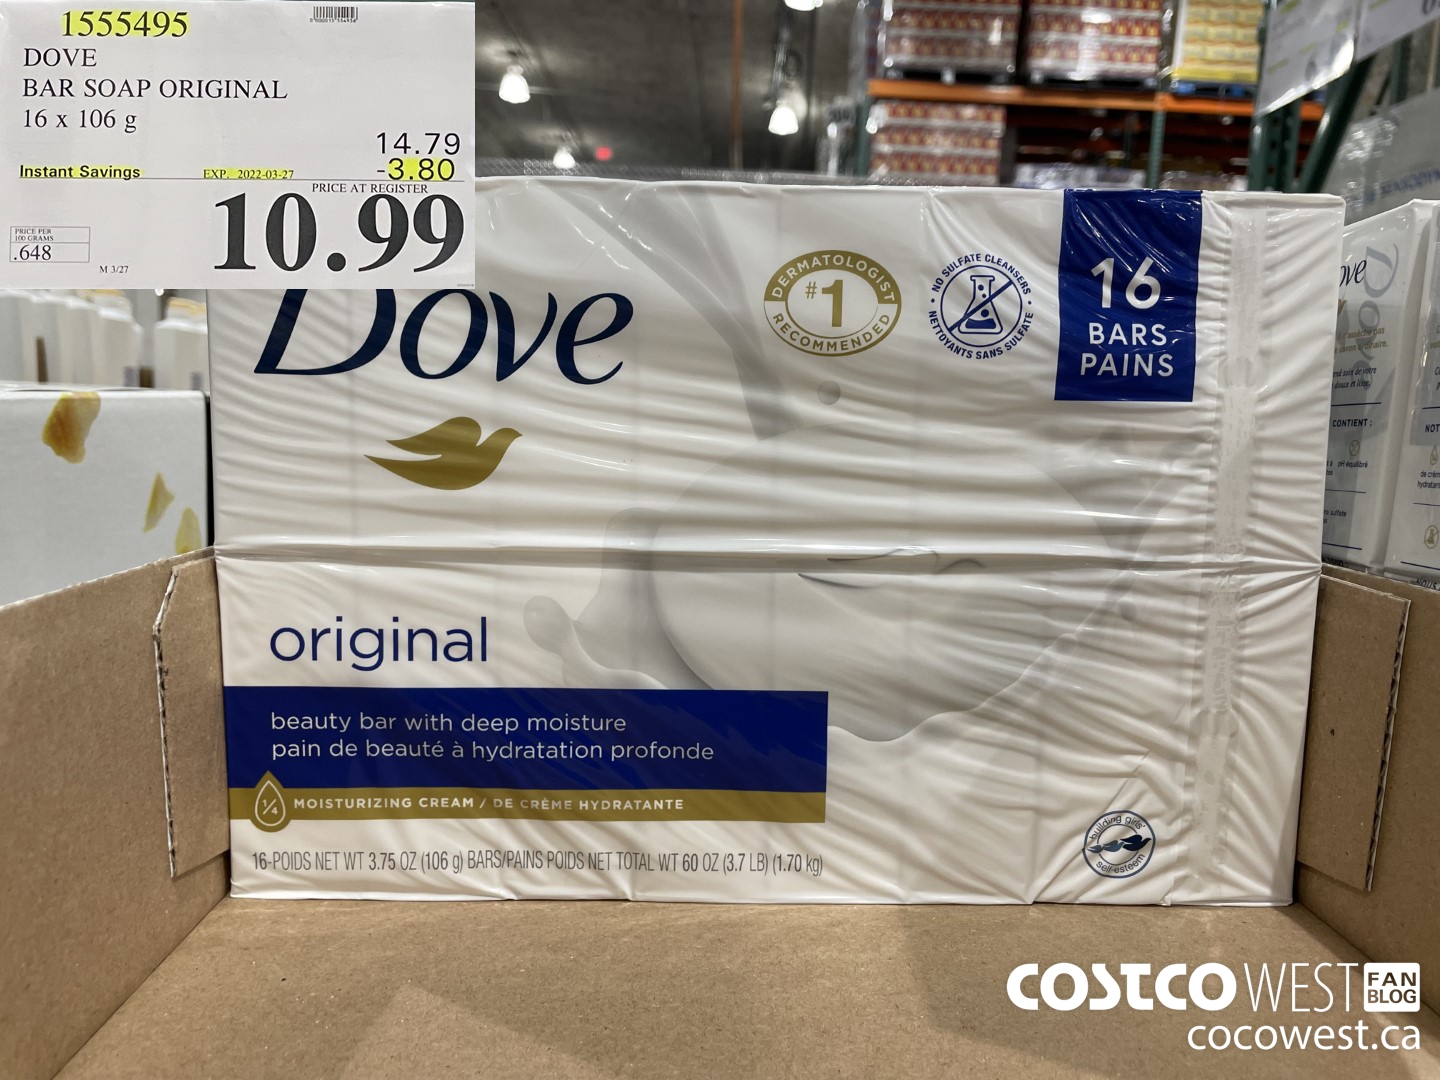 1555495
DOVE
BAR SOAP ORIGINAL
16 x 106 g
14.79
Instant Savings EXP. 2022-03-27 -3.80
PRICE AT REGISTER
10.99
PRICE PER
100 GRAMS
.648
M 3/27
Dove
DERMATOLOGIST
#1
RECOMMENDED
NO SULFATE CLEANSERS
NETTOYANTS SANS SULFATE
16
BARS
PAINS
original
beauty bar with deep moisture
pain de beauté à hydratation profonde
1/4 MOISTURIZING CREAM / DE CRÈME HYDRATANTE
16-POIDS NET WT 3.75 OZ (106 g) BARS/PAINS POIDS NET TOTAL WT 60 OZ (3.7 LB) (1.70 kg)
building girls'
self-esteem
CONTIENT :
pH équilibré
COSTCO WEST FAN BLOG
cocowest.ca